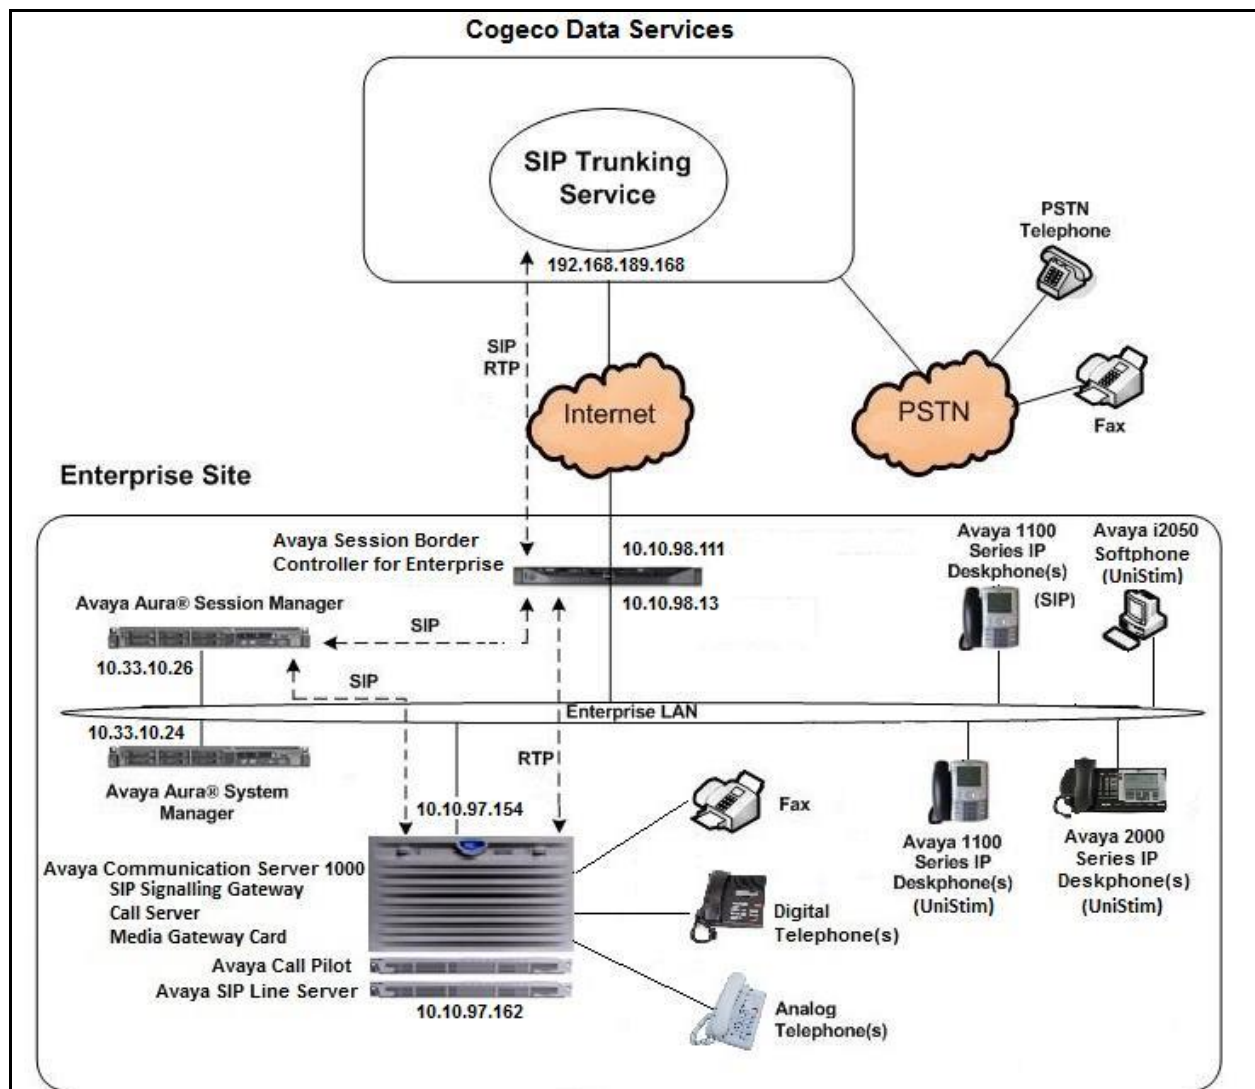 Cogeco Data Services
SIP Trunking
Service
192.168.189.168
PSTN
Telephone
SIP
RTP
Internet
PSTN
Fax
Enterprise Site
Avaya Session Border
Controller for Enterprise
10.10.98.111
10.10.98.13
Avaya 1100
Series IP
Deskphone(s)
(SIP)
Avaya i2050
Softphone
(UniStim)
Avaya Aura® Session Manager
SIP
10.33.10.26
SIP
Enterprise LAN
10.33.10.24
Avaya Aura® System
Manager
RTP
10.10.97.154
Fax
Avaya 1100
Series IP
Deskphone(s)
(UniStim)
Avaya 2000
Series IP
Deskphone(s)
(UniStim)
Avaya Communication Server 1000
SIP Signalling Gateway
Call Server
Media Gateway Card
Digital
Telephone(s)
Avaya Call Pilot
Avaya SIP Line Server
10.10.97.162
Analog
Telephone(s)